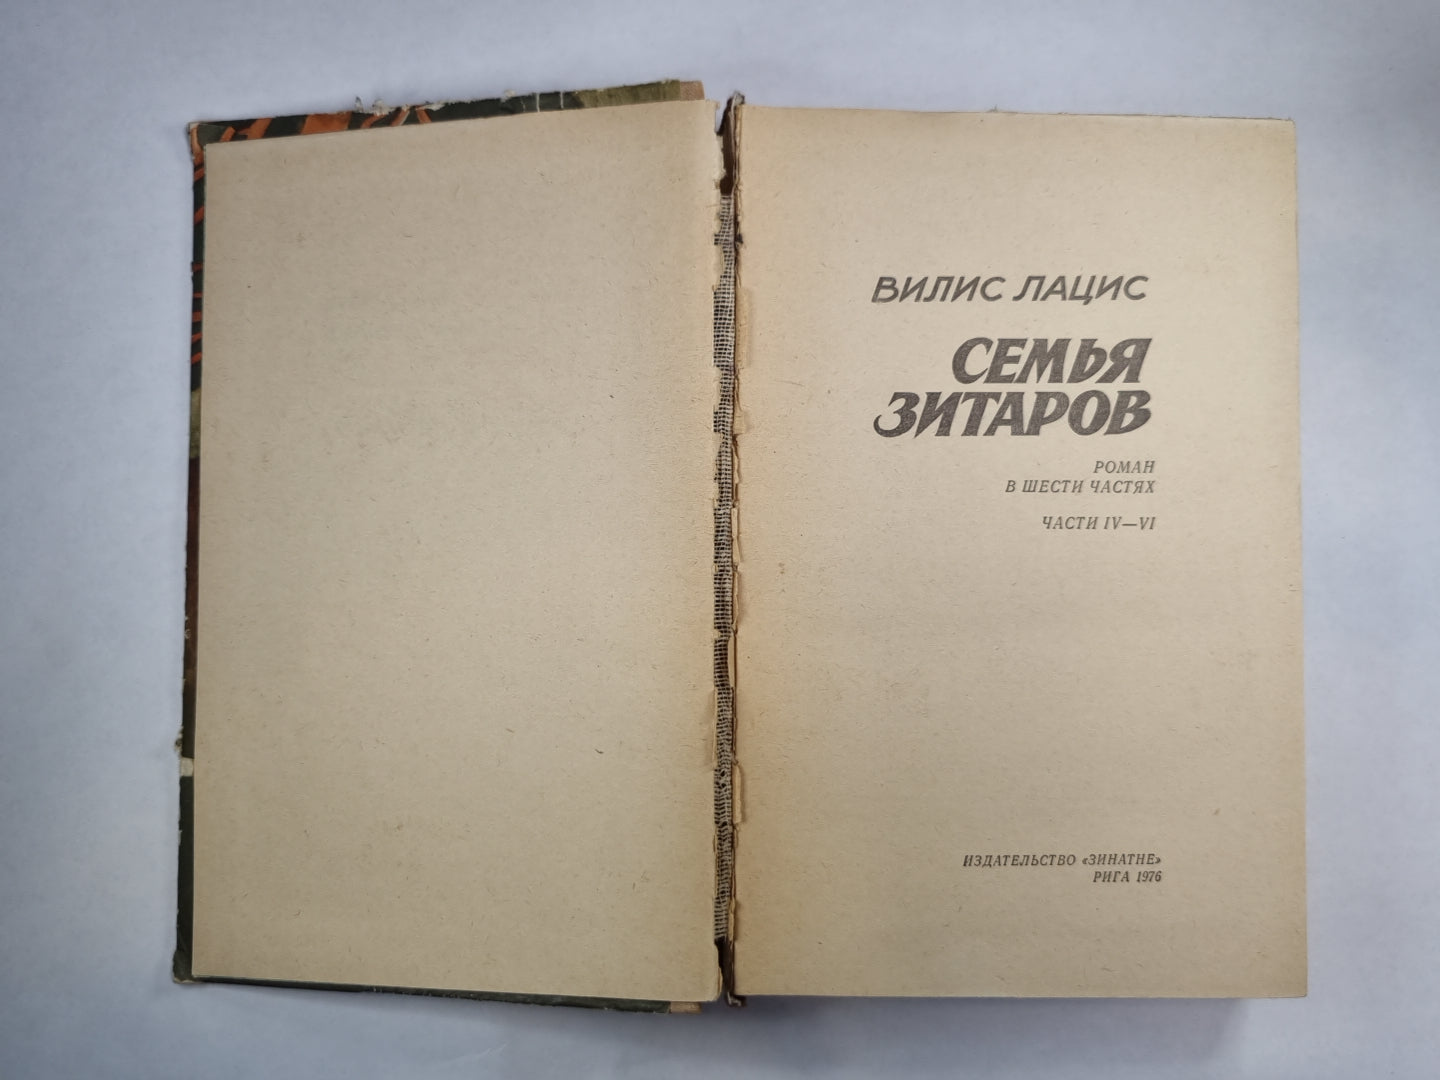 ВИЛИС ЛАЦИС
СЕМЬЯ
ЗИТАРОВ
РОМАН
В ШЕСТИ ЧАСТЯХ
ЧАСТИ IV—VI
ИЗДАТЕЛЬСТВО «ЗИНАТНЕ»
РИГА 1976